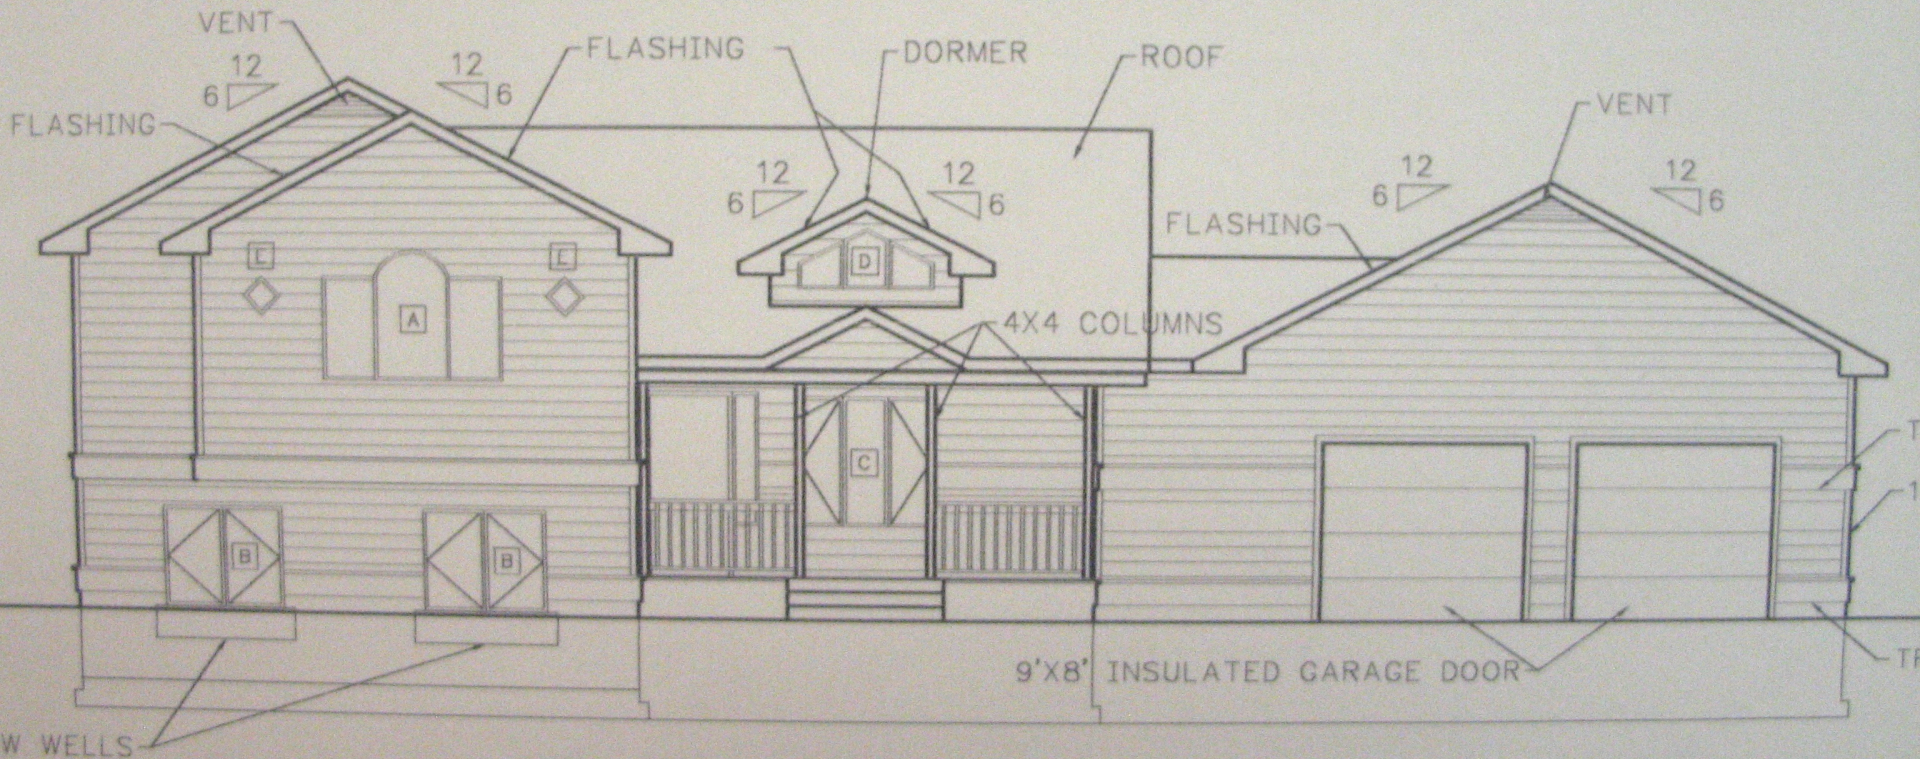 VENT
FLASHING
DORMER
ROOF
12
6
12
6
VENT
FLASHING
12
6
12
6
12
6
12
6
FLASHING
E
E
D
A
4X4 COLUMNS
C
B
B
9'X8' INSULATED GARAGE DOOR
WELLS